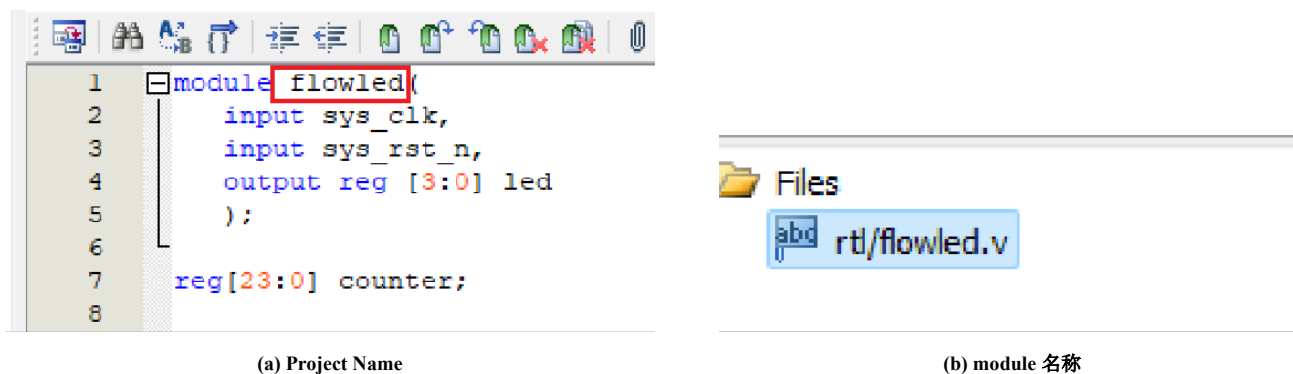 1 module flowled(
2 input sys_clk,
3 input sys_rst_n,
4 output reg [3:0] led
5 );
6
7 reg[23:0] counter;
8
Files
abd rtl/flowled.v
(a) Project Name
(b) module 名称